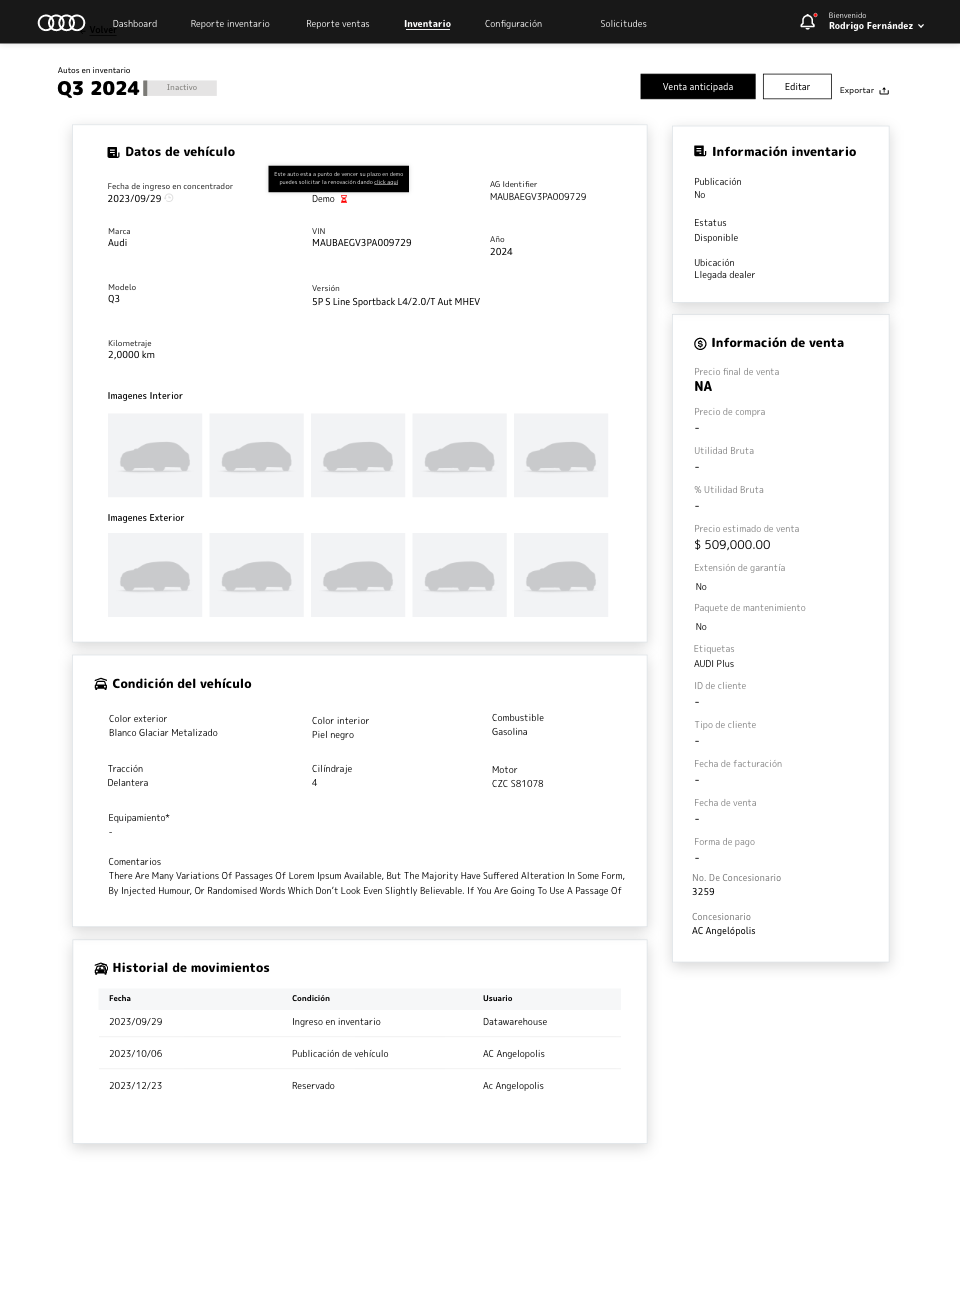 Dashboard
Reporte inventario
Reporte ventas
Inventario
Configuración
Solicitudes
Volver
Bienvenido
Rodrigo Fernández
Autos en inventario
Q3 2024
Inactivo
Venta anticipada
Editar
Exportar
Datos de vehículo
Este auto esta a punto de vencer su plazo en demo
puedes solicitar la renovación dando click aquí
Fecha de ingreso en concentrador
2023/09/29
Demo
AG Identifier
MAUBAEGV3PA009729
Marca
Audi
VIN
MAUBAEGV3PA009729
Año
2024
Modelo
Q3
Versión
5P S Line Sportback L4/2.0/T Aut MHEV
Kilometraje
2,0000 km
Imagenes Interior
Imagenes Exterior
Condición del vehículo
Color exterior
Blanco Glaciar Metalizado
Color interior
Piel negro
Combustible
Gasolina
Tracción
Delantera
Cilíndraje
4
Motor
CZC S81078
Equipamiento*
-
Comentarios
There Are Many Variations Of Passages Of Lorem Ipsum Available, But The Majority Have Suffered Alteration In Some Form,
By Injected Humour, Or Randomised Words Which Don't Look Even Slightly Believable. If You Are Going To Use A Passage Of
Historial de movimientos
Fecha Condición Usuario
2023/09/29 Ingreso en inventario Datawarehouse
2023/10/06 Publicación de vehículo AC Angelopolis
2023/12/23 Reservado Ac Angelopolis
Información inventario
Publicación
No
Estatus
Disponible
Ubicación
Llegada dealer
Información de venta
Precio final de venta
NA
Precio de compra
-
Utilidad Bruta
-
% Utilidad Bruta
-
Precio estimado de venta
$ 509,000.00
Extensión de garantía
No
Paquete de mantenimiento
No
Etiquetas
AUDI Plus
ID de cliente
-
Tipo de cliente
-
Fecha de facturación
-
Fecha de venta
-
Forma de pago
-
No. De Concesionario
3259
Concesionario
AC Angelópolis